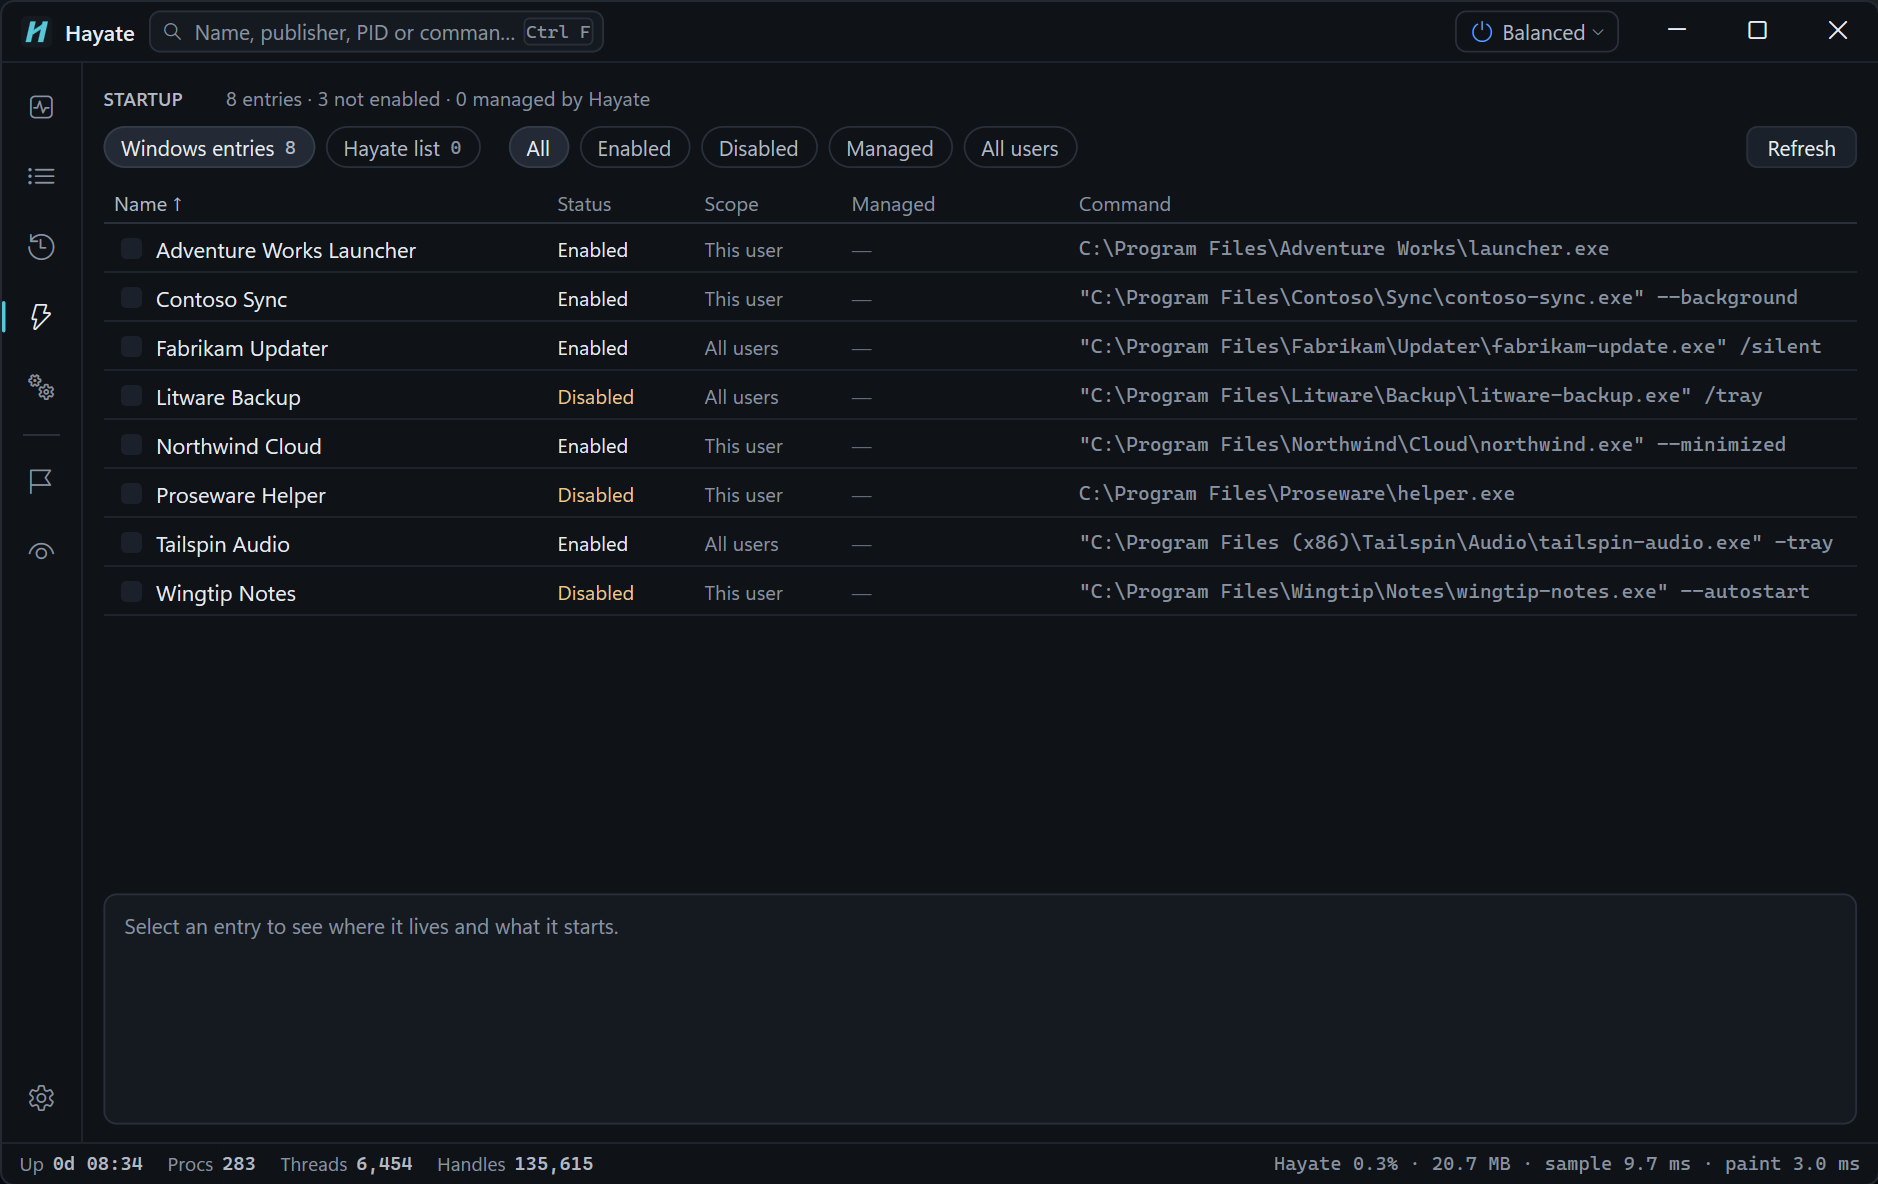 Hayate Name, publisher, PID or comman... Ctrl F Balanced
STARTUP 8 entries · 3 not enabled · 0 managed by Hayate
Windows entries 8 Hayate list 0 All Enabled Disabled Managed All users Refresh
Name ↑ Status Scope Managed Command
Adventure Works Launcher Enabled This user — C:\Program Files\Adventure Works\launcher.exe
Contoso Sync Enabled This user — "C:\Program Files\Contoso\Sync\contoso-sync.exe" --background
Fabrikam Updater Enabled All users — "C:\Program Files\Fabrikam\Updater\fabrikam-update.exe" /silent
Litware Backup Disabled All users — "C:\Program Files\Litware\Backup\litware-backup.exe" /tray
Northwind Cloud Enabled This user — "C:\Program Files\Northwind\Cloud\northwind.exe" --minimized
Proseware Helper Disabled This user — C:\Program Files\Proseware\helper.exe
Tailspin Audio Enabled All users — "C:\Program Files (x86)\Tailspin\Audio\tailspin-audio.exe" -tray
Wingtip Notes Disabled This user — "C:\Program Files\Wingtip\Notes\wingtip-notes.exe" --autostart
Select an entry to see where it lives and what it starts.
Up 0d 08:34 Procs 283 Threads 6,454 Handles 135,615 Hayate 0.3% · 20.7 MB · sample 9.7 ms · paint 3.0 ms